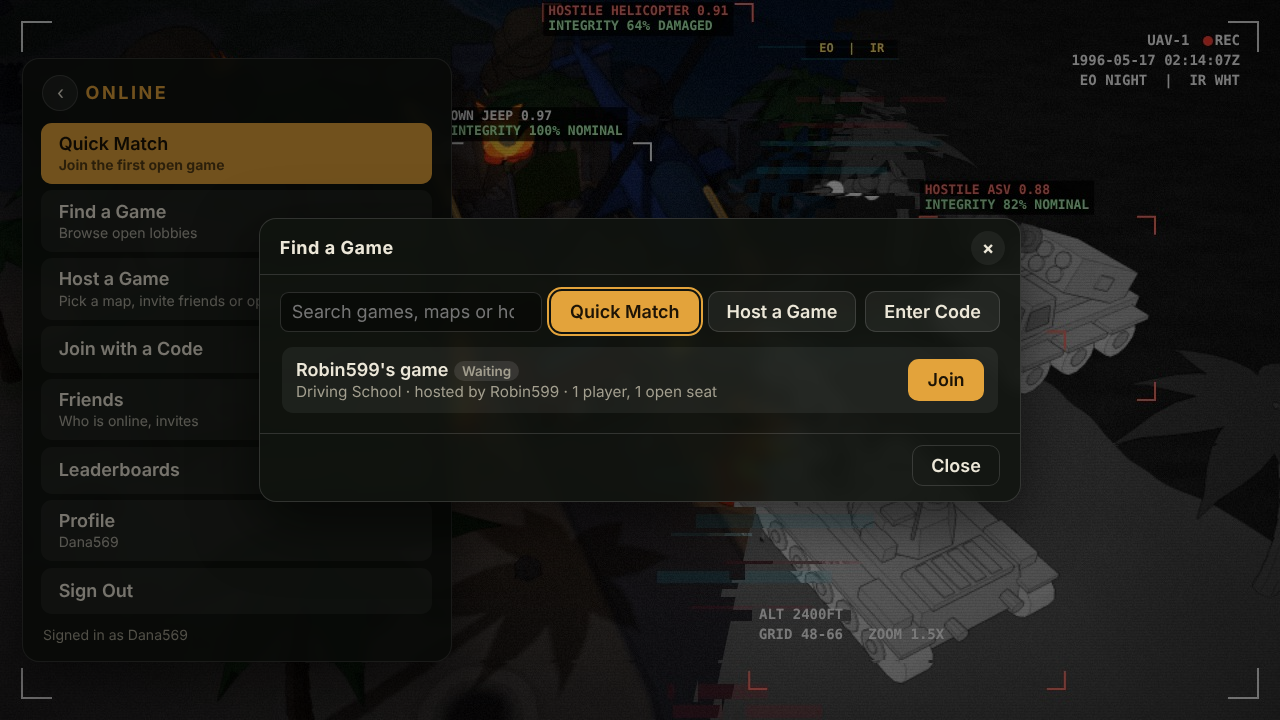 HOSTILE HELICOPTER 0.91
INTEGRITY 64% DAMAGED
EO | IR
UAV-1 REC
1996-05-17 02:14:07Z
EO NIGHT | IR WHT
‹ ONLINE
OWN JEEP 0.97
INTEGRITY 100% NOMINAL
Quick Match
Join the first open game
HOSTILE ASV 0.88
INTEGRITY 82% NOMINAL
Find a Game
Browse open lobbies
Host a Game
Pick a map, invite friends or op
Join with a Code
Friends
Who is online, invites
Leaderboards
Profile
Dana569
Sign Out
Signed in as Dana569
Find a Game
×
Search games, maps or ho
Quick Match
Host a Game
Enter Code
Robin599's game Waiting
Driving School · hosted by Robin599 · 1 player, 1 open seat
Join
Close
ALT 2400FT
GRID 48-66 ZOOM 1.5X